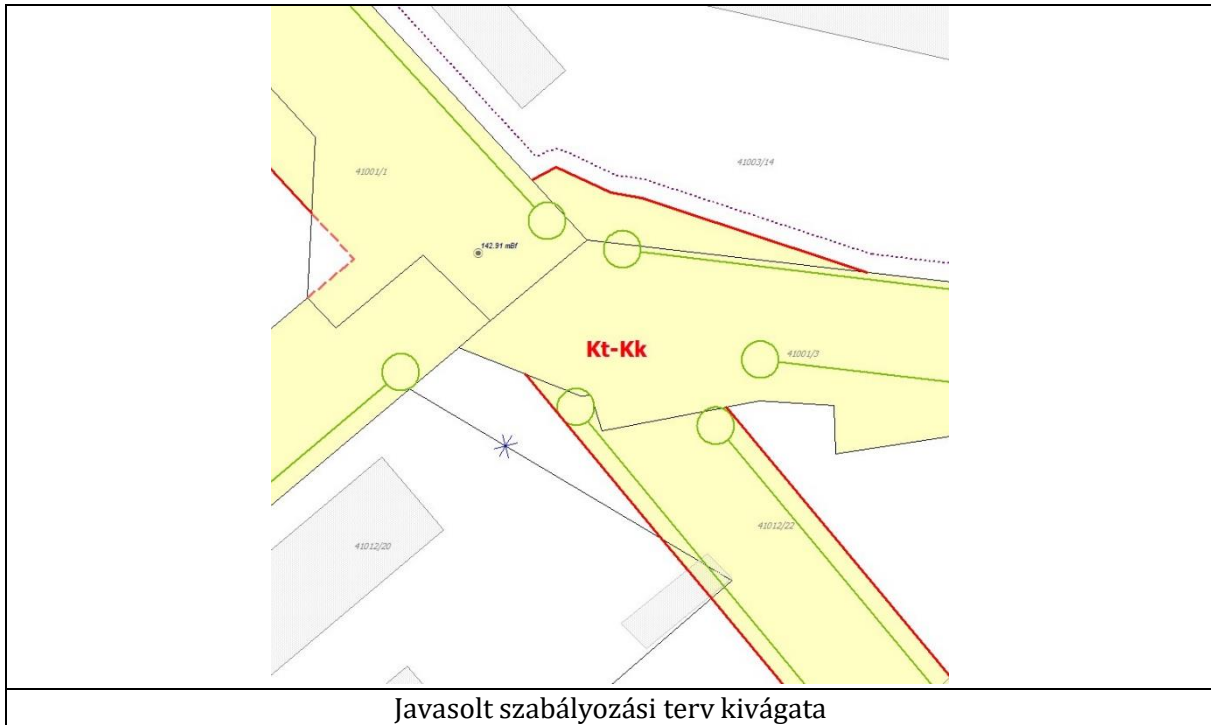 41003/14
41001/1
142.91 mBf
Kt-Kk
41001/3
41012/22
41012/20
Javasolt szabályozási terv kivágata